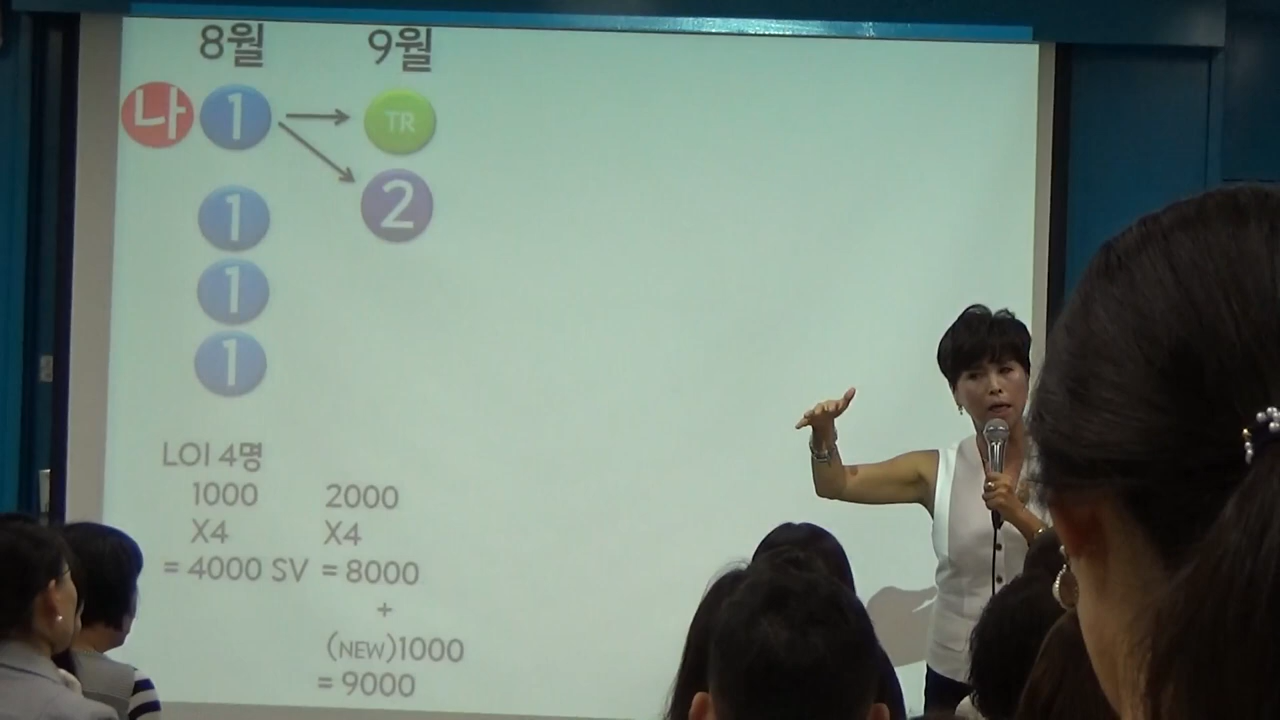 8월 9월
나 1 TR
2
1
1
1
LOI 4명
1000 2000
X4 X4
= 4000 SV = 8000
+
(NEW)1000
= 9000